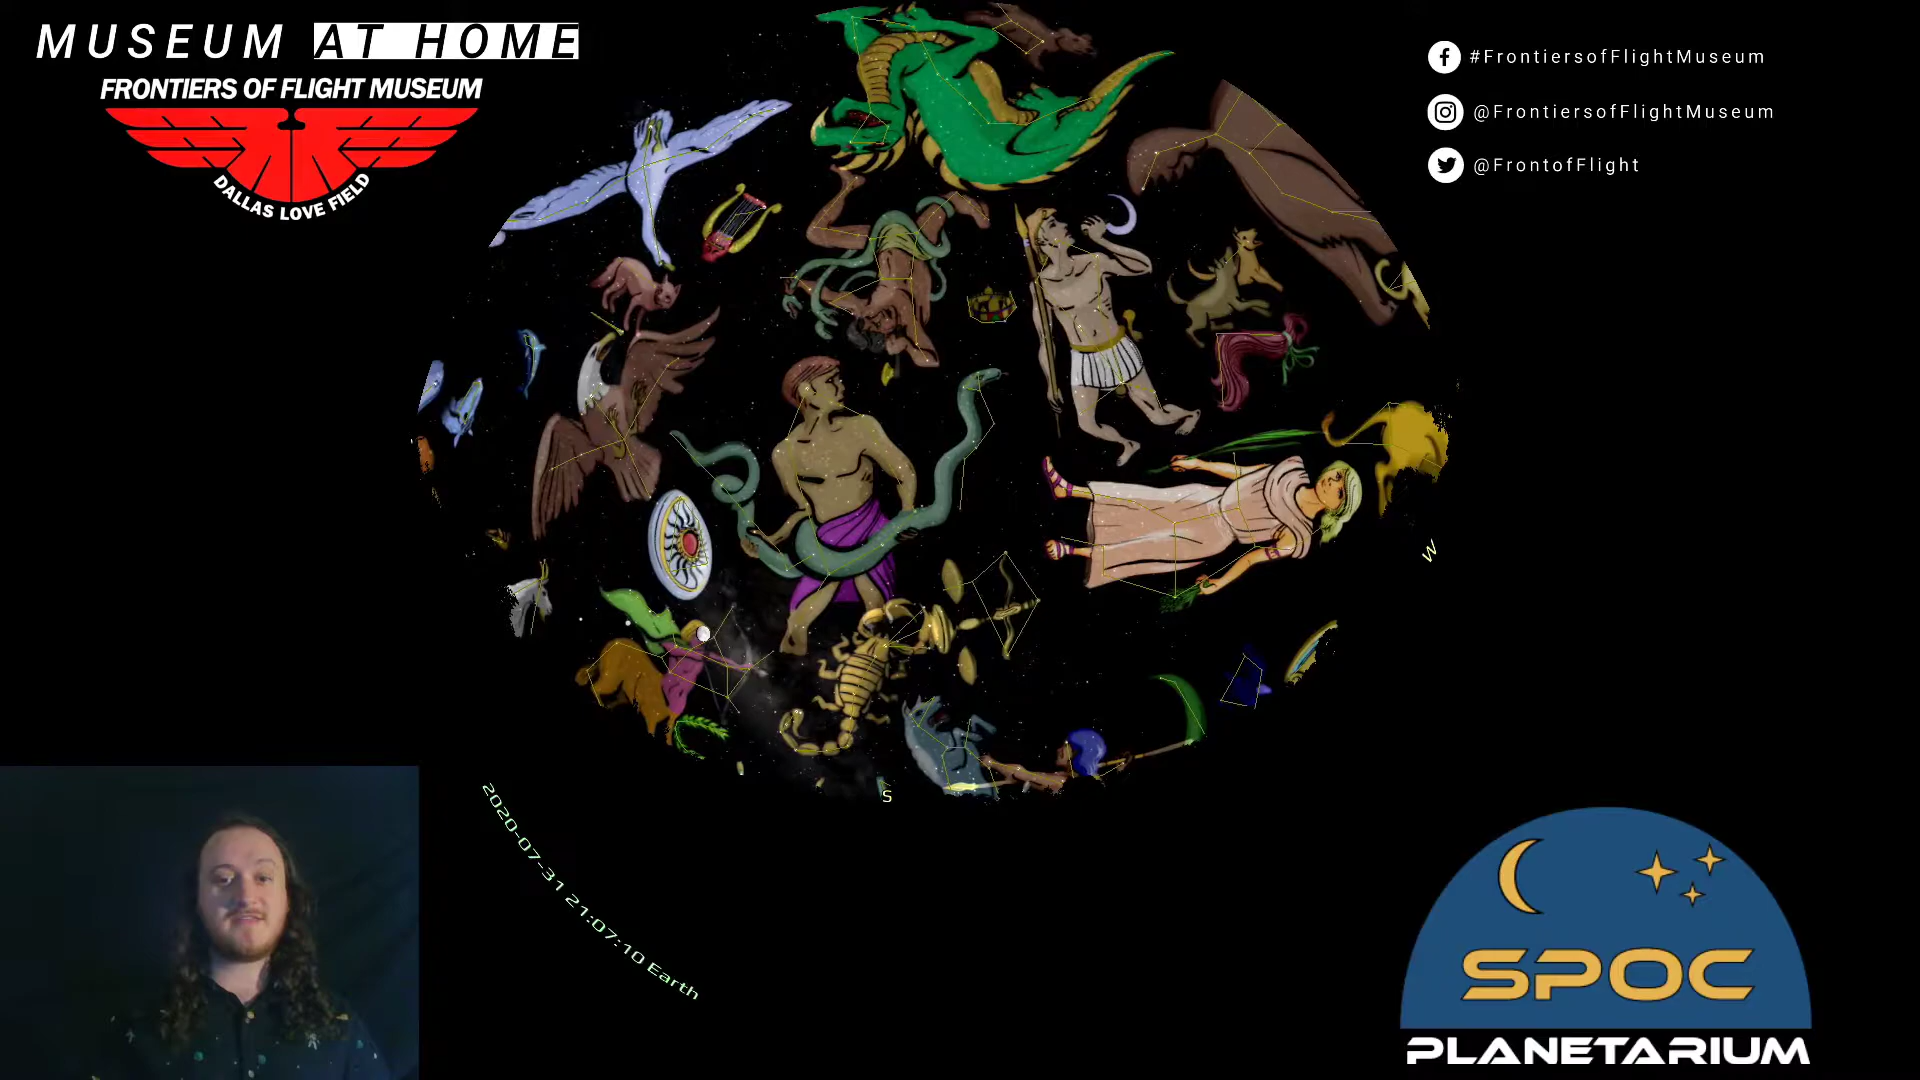 MUSEUM AT HOME
FRONTIERS OF FLIGHT MUSEUM
DALLAS LOVE FIELD
#FrontiersofFlightMuseum
@FrontiersofFlightMuseum
@FrontofFlight
W
S
2020-07-31 21:07:10 Earth
SPOC
PLANETARIUM